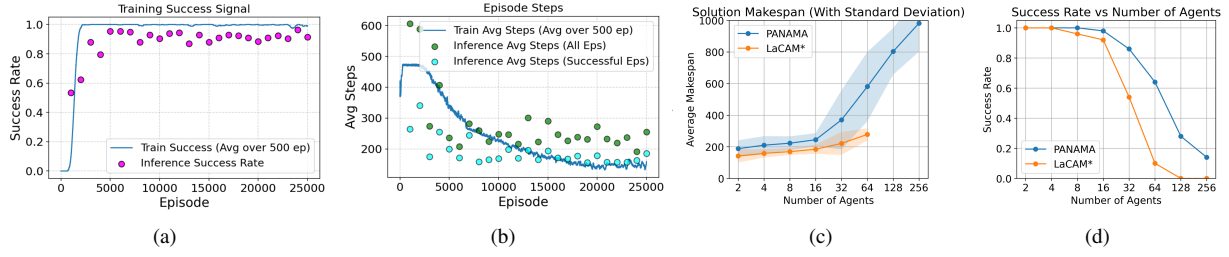 Training Success Signal
Success Rate
1.0
0.8
0.6
0.4
0.2
0.0
Train Success (Avg over 500 ep)
Inference Success Rate
0 5000 10000 15000 20000 25000
Episode
(a)
Episode Steps
Avg Steps
600
500
400
300
200
Train Avg Steps (Avg over 500 ep)
Inference Avg Steps (All Eps)
Inference Avg Steps (Successful Eps)
0 5000 10000 15000 20000 25000
Episode
(b)
Solution Makespan (With Standard Deviation)
Average Makespan
1000
800
600
400
200
0
PANAMA
LaCAM*
2 4 8 16 32 64 128 256
Number of Agents
(c)
Success Rate vs Number of Agents
Success Rate
1.0
0.8
0.6
0.4
0.2
0.0
PANAMA
LaCAM*
2 4 8 16 32 64 128 256
Number of Agents
(d)